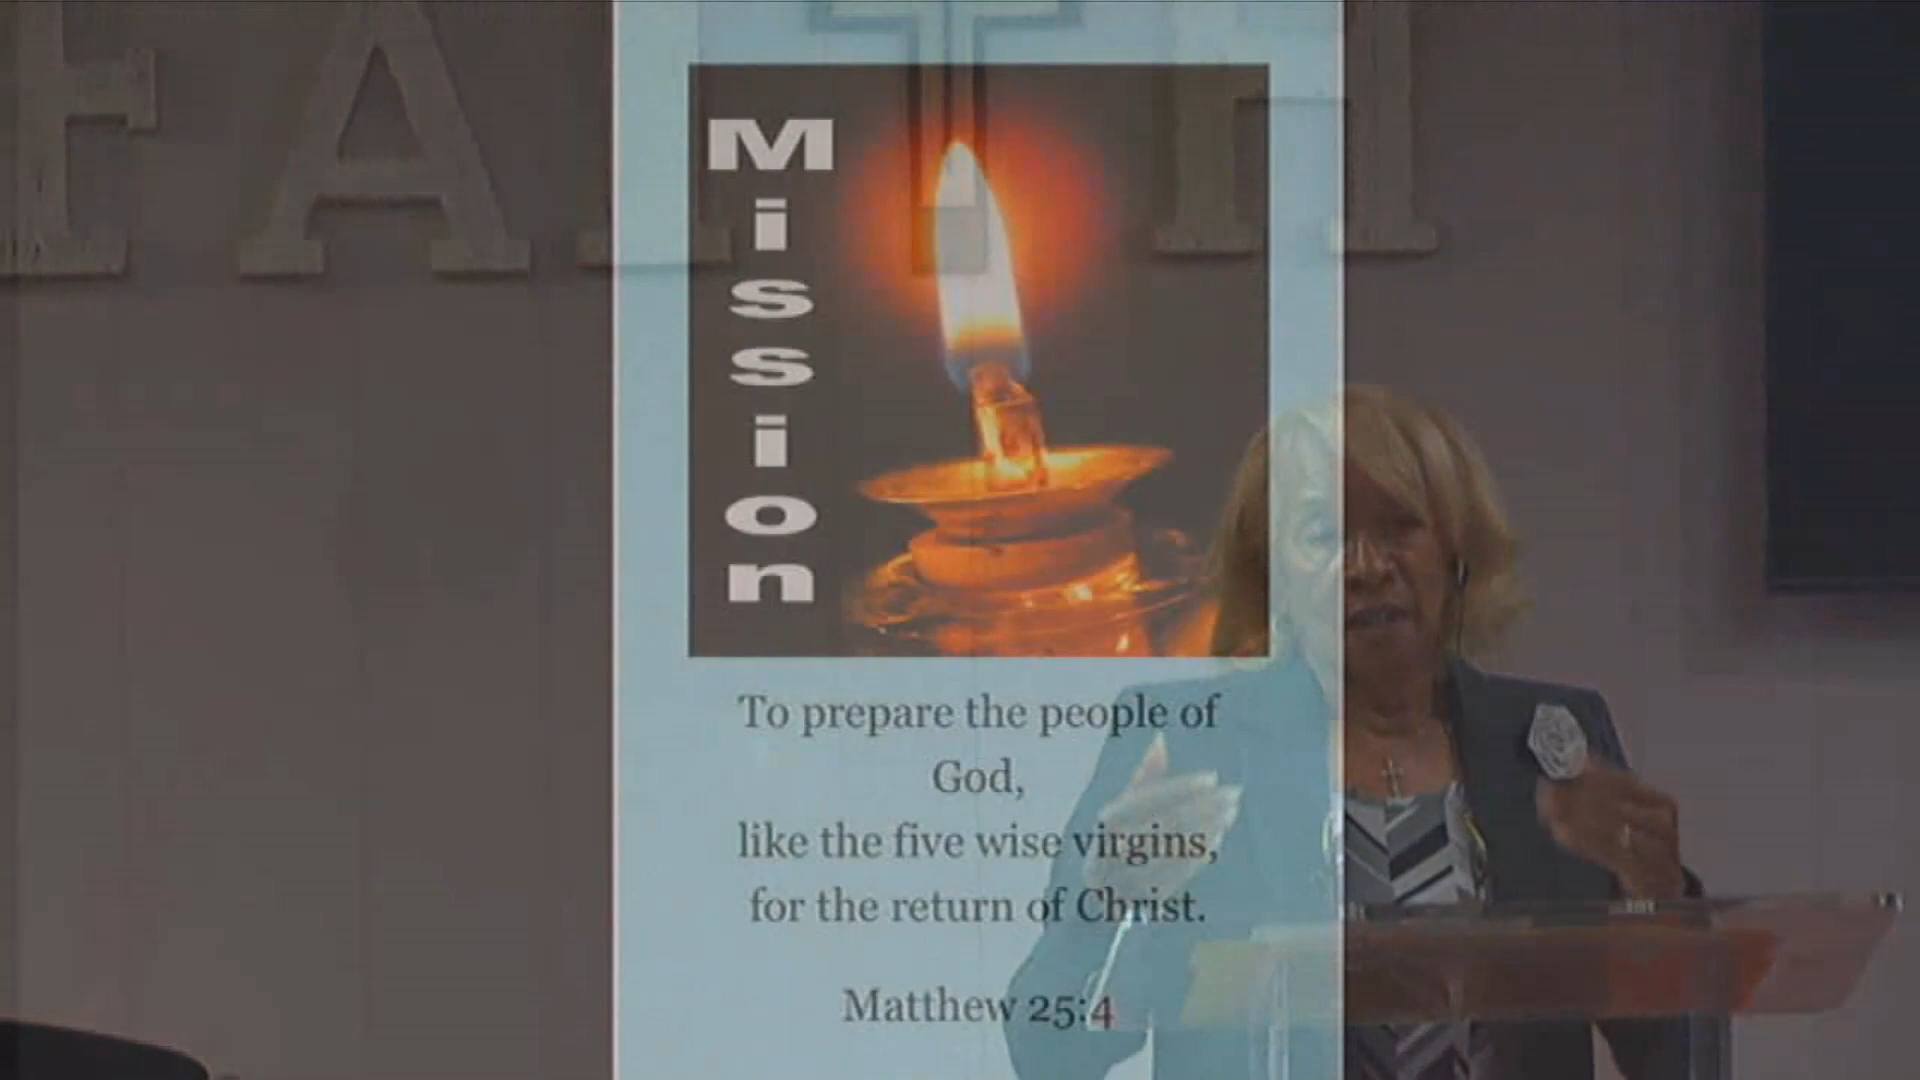 FAITH
Mission
To prepare the people of
God,
like the five wise virgins,
for the return of Christ.
Matthew 25:4